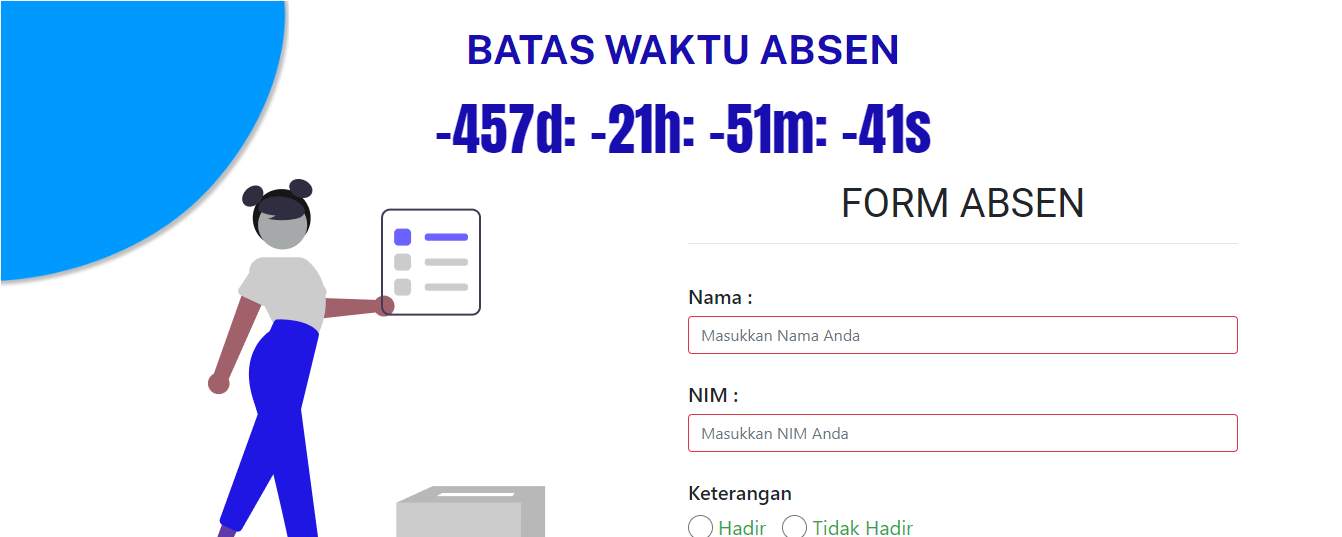 BATAS WAKTU ABSEN
-457d: -21h: -51m: -41s
FORM ABSEN
Nama :
Masukkan Nama Anda
NIM :
Masukkan NIM Anda
Keterangan
Hadir Tidak Hadir